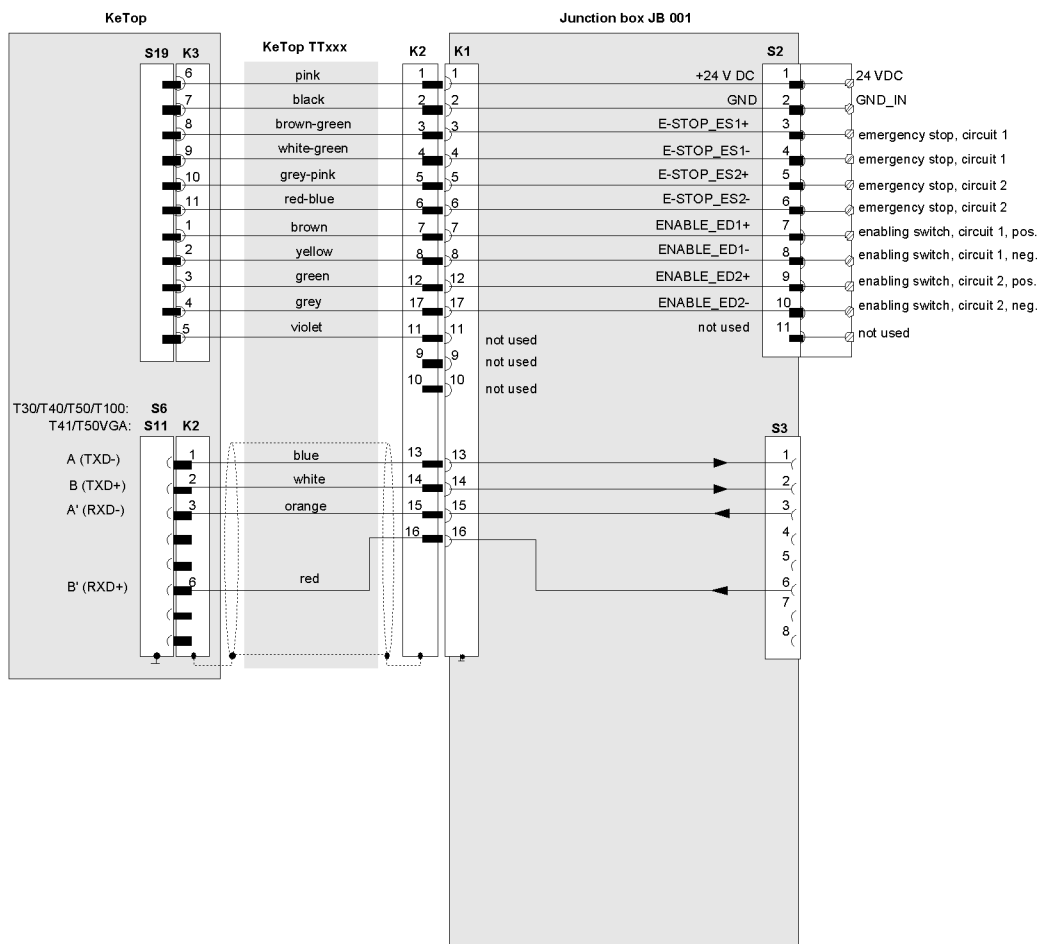 KeTop Junction box JB 001
S19 K3 KeTop TTxxx K2 K1 S2
6 pink 1 1 +24 V DC 1 24 VDC
7 black 2 2 GND 2 GND_IN
8 brown-green 3 3 E-STOP_ES1+ 3 emergency stop, circuit 1
9 white-green 4 4 E-STOP_ES1- 4 emergency stop, circuit 1
10 grey-pink 5 5 E-STOP_ES2+ 5 emergency stop, circuit 2
11 red-blue 6 6 E-STOP_ES2- 6 emergency stop, circuit 2
1 brown 7 7 ENABLE_ED1+ 7 enabling switch, circuit 1, pos.
2 yellow 8 8 ENABLE_ED1- 8 enabling switch, circuit 1, neg.
3 green 12 12 ENABLE_ED2+ 9 enabling switch, circuit 2, pos.
4 grey 17 17 ENABLE_ED2- 10 enabling switch, circuit 2, neg.
5 violet 11 11 not used not used 11 not used
9 9 not used
10 10 not used
T30/T40/T50/T100: S6
T41/T50VGA: S11 K2 S3
A (TXD-) 1 blue 13 13 1
B (TXD+) 2 white 14 14 2
A' (RXD-) 3 orange 15 15 3
16 16 4
5
B' (RXD+) 6 red 6
7
8